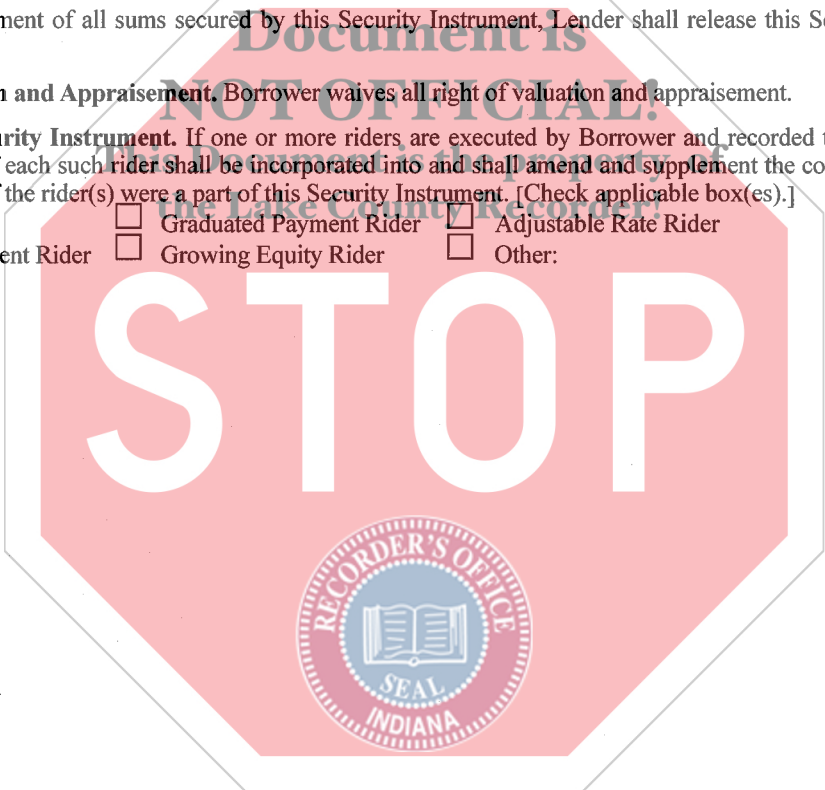 ment of all sums secured by this Security Instrument, Lender shall release this Se
Document is
n and Appraisement. Borrower waives all right of valuation and appraisement.
NOT OFFICIAL!
rity Instrument. If one or more riders are executed by Borrower and recorded t
This Document is the property of
f each such rider shall be incorporated into and shall amend and supplement the co
f the rider(s) were a part of this Security Instrument. [Check applicable box(es).]
the Lake County Recorder!
☐ Graduated Payment Rider ☐ Adjustable Rate Rider
ent Rider ☐ Growing Equity Rider ☐ Other:
STOP
RECORDER'S OFFICE
SEAL
INDIANA